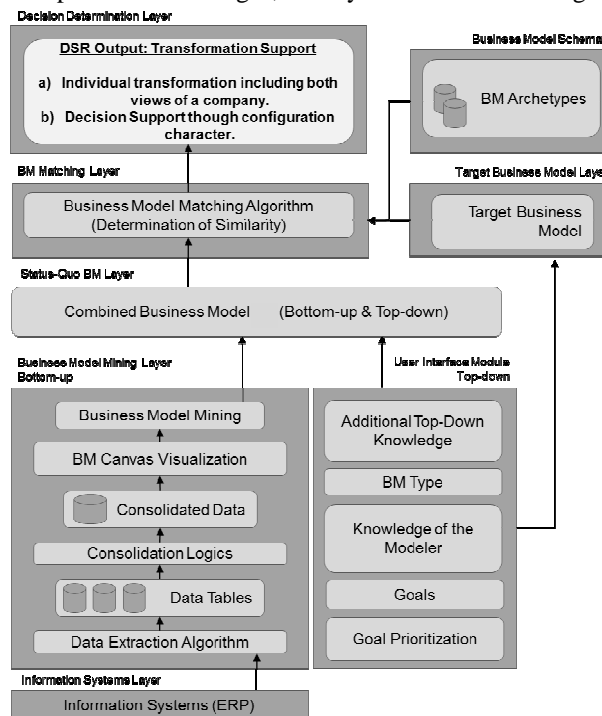 Decision Determination Layer
DSR Output: Transformation Support
a) Individual transformation including both
views of a company.
b) Decision Support though configuration
character.
Business Model Schema
BM Archetypes
BM Matching Layer
Business Model Matching Algorithm
(Determination of Similarity)
Target Business Model Laye
Target Business
Model
Status-Quo BM Layer
Combined Business Model (Bottom-up & Top-down)
Business Model Mining Layer
Bottom-up
Business Model Mining
BM Canvas Visualization
Consolidated Data
Consolidation Logics
Data Tables
Data Extraction Algorithm
User Interface Module
Top-down
Additional Top-Down
Knowledge
BM Type
Knowledge of the
Modeler
Goals
Goal Prioritization
Information Systems Layer
Information Systems (ERP)